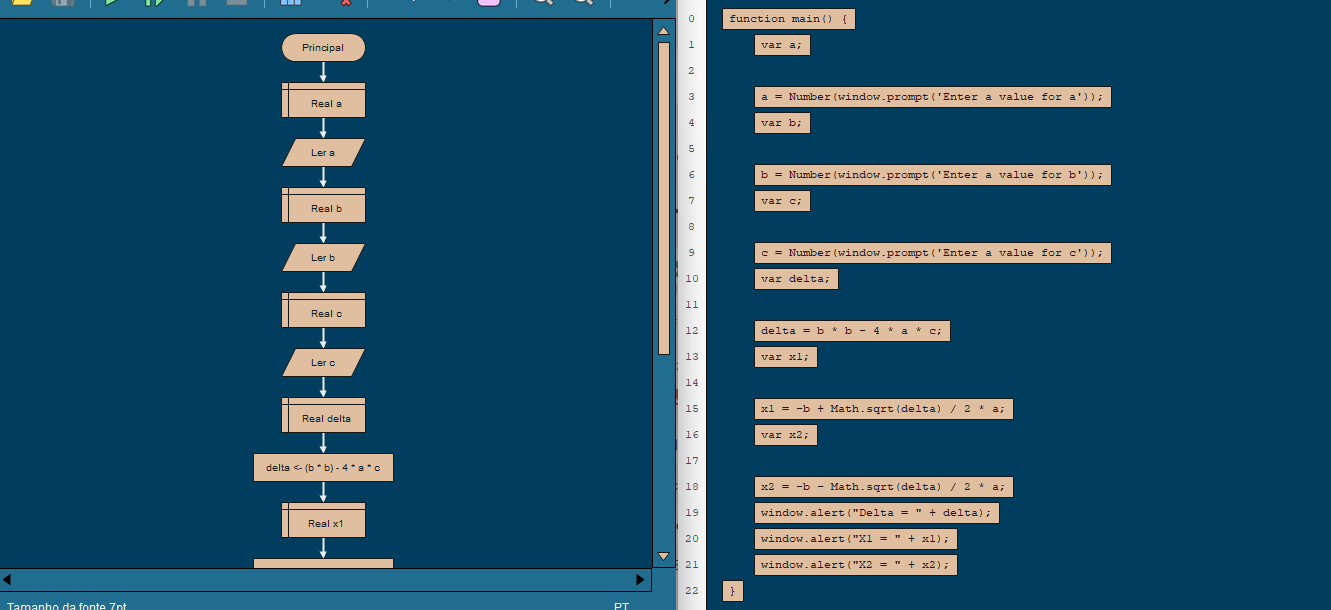 Principal
Real a
Ler a
Real b
Ler b
Real c
Ler c
Real delta
delta <- (b * b) - 4 * a * c
Real x1
Tamanho da fonte 7pt
PT
0 function main() {
1 var a;
2
3 a = Number(window.prompt('Enter a value for a'));
4 var b;
5
6 b = Number(window.prompt('Enter a value for b'));
7 var c;
8
9 c = Number(window.prompt('Enter a value for c'));
10 var delta;
11
12 delta = b * b - 4 * a * c;
13 var x1;
14
15 x1 = -b + Math.sqrt(delta) / 2 * a;
16 var x2;
17
18 x2 = -b - Math.sqrt(delta) / 2 * a;
19 window.alert("Delta = " + delta);
20 window.alert("X1 = " + x1);
21 window.alert("X2 = " + x2);
22 }